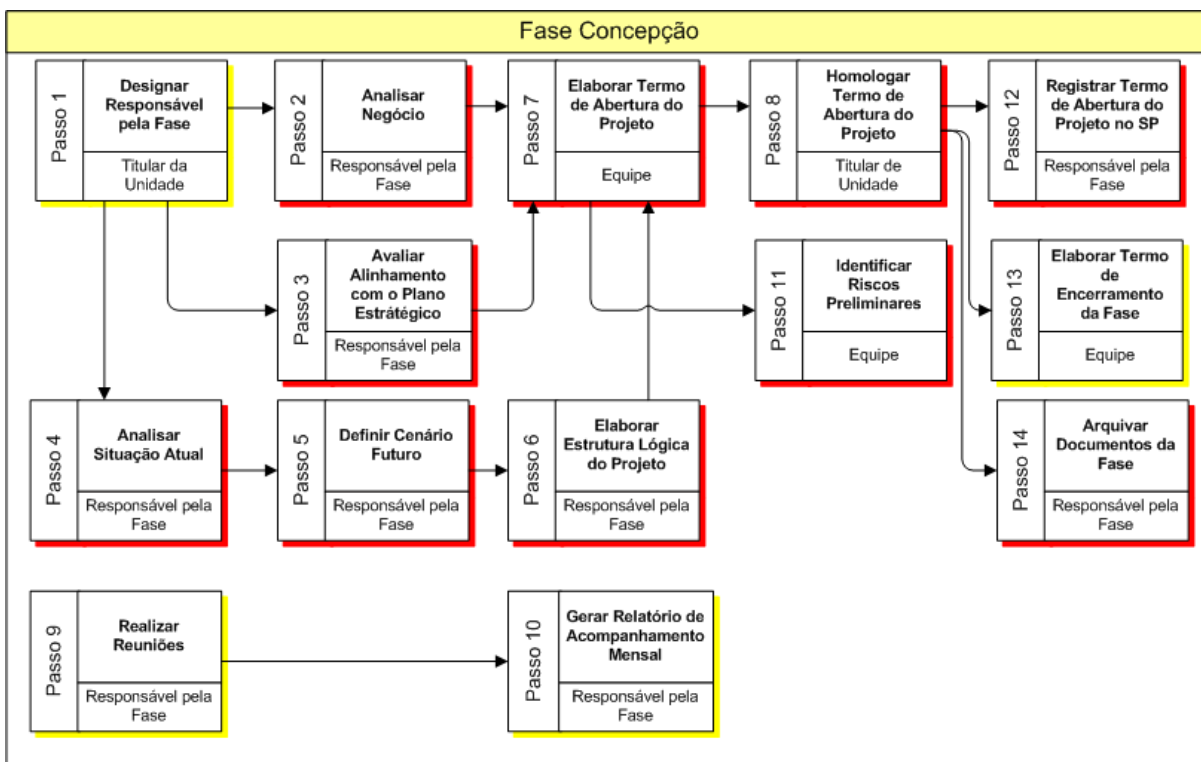 Fase Concepção
Passo 1
Designar
Responsável
pela Fase
Titular da
Unidade
Passo 2
Analisar
Negócio
Responsável pela
Fase
Passo 7
Elaborar Termo
de Abertura do
Projeto
Equipe
Passo 8
Homologar
Termo de
Abertura do
Projeto
Titular de
Unidade
Passo 12
Registrar Termo
de Abertura do
Projeto no SP
Responsável pela
Fase
Passo 3
Avaliar
Alinhamento
com o Plano
Estrátégico
Responsável pela
Fase
Passo 11
Identificar
Riscos
Preliminares
Equipe
Passo 13
Elaborar Termo
de
Encerramento
da Fase
Equipe
Passo 4
Analisar
Situação Atual
Responsável pela
Fase
Passo 5
Definir Cenário
Futuro
Responsável pela
Fase
Passo 6
Elaborar
Estrutura Lógica
do Projeto
Responsável pela
Fase
Passo 14
Arquivar
Documentos da
Fase
Responsável pela
Fase
Passo 9
Realizar
Reuniões
Responsável pela
Fase
Passo 10
Gerar Relatório de
Acompanhamento
Mensal
Responsável pela
Fase